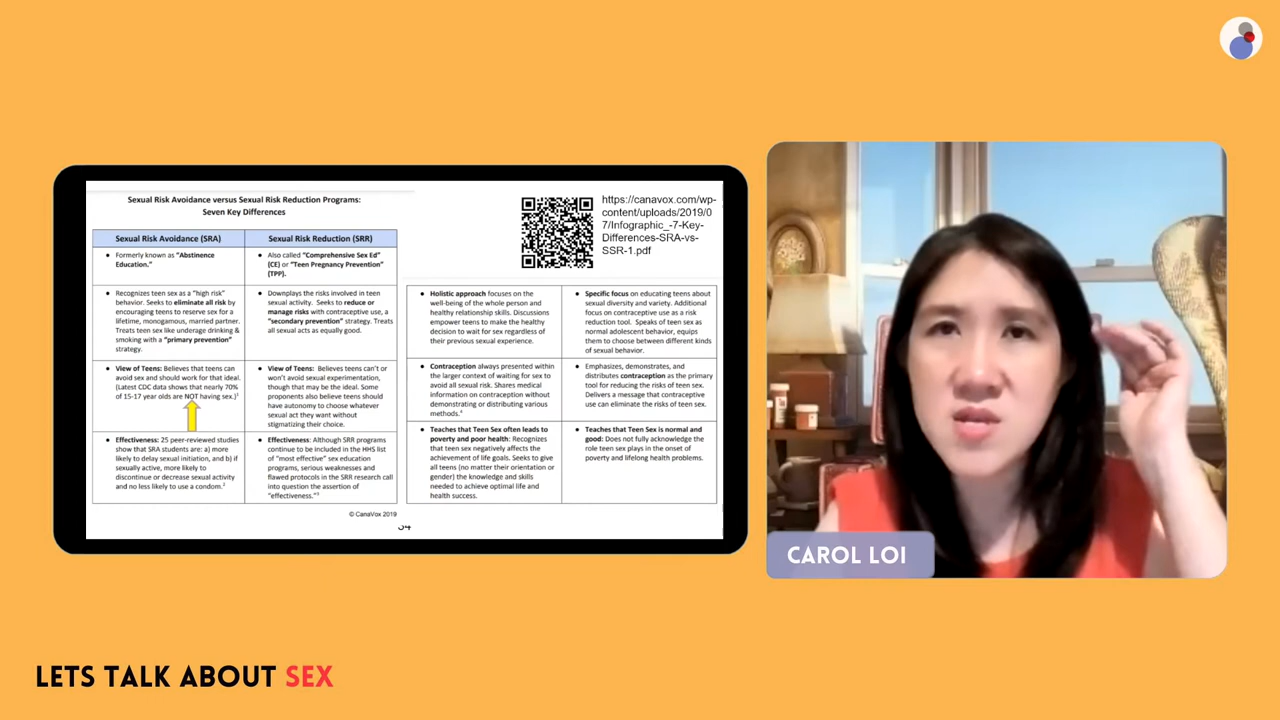 Sexual Risk Avoidance versus Sexual Risk Reduction Programs:
Seven Key Differences
Sexual Risk Avoidance (SRA)
Sexual Risk Reduction (SRR)
• Formerly known as "Abstinence
Education."
• Also called "Comprehensive Sex Ed"
(CE) or "Teen Pregnancy Prevention"
(TPP).
• Recognizes teen sex as a "high risk"
behavior. Seeks to eliminate all risk by
encouraging teens to reserve sex for a
lifetime, monogamous, married partner.
Treats teen sex like underage drinking &
smoking with a "primary prevention"
strategy.
• Downplays the risks involved in teen
sexual activity. Seeks to reduce or
manage risks with contraceptive use, a
"secondary prevention" strategy. Treats
all sexual acts as equally good.
• View of Teens: Believes that teens can
avoid sex and should work for that ideal.
(Latest CDC data shows that nearly 70%
of 15-17 year olds are NOT having sex.)¹
• View of Teens: Believes teens can't or
won't avoid sexual experimentation,
though that may be the ideal. Some
proponents also believe teens should
have autonomy to choose whatever
sexual act they want without
stigmatizing their choice.
• Effectiveness: 25 peer-reviewed studies
show that SRA students are: a) more
likely to delay sexual initiation, and b) if
sexually active, more likely to
discontinue or decrease sexual activity
and no less likely to use a condom.²
• Effectiveness: Although SRR programs
continue to be included in the HHS list
of "most effective" sex education
programs, serious weaknesses and
flawed protocols in the SRR research call
into question the assertion of
"effectiveness."³
© CanaVox 2019
https://canavox.com/wp-
content/uploads/2019/0
7/Infographic_-7-Key-
Differences-SRA-vs-
SSR-1.pdf
• Holistic approach focuses on the
well-being of the whole person and
healthy relationship skills. Discussions
empower teens to make the healthy
decision to wait for sex regardless of
their previous sexual experience.
• Specific focus on educating teens about
sexual diversity and variety. Additional
focus on contraceptive use as a risk
reduction tool. Speaks of teen sex as
normal adolescent behavior, equips
them to choose between different kinds
of sexual behavior.
• Contraception always presented within
the larger context of waiting for sex to
avoid all sexual risk. Shares medical
information on contraception without
demonstrating or distributing various
methods.⁴
• Emphasizes, demonstrates, and
distributes contraception as the primary
tool for reducing the risks of teen sex.
Delivers a message that contraceptive
use can eliminate the risks of teen sex.
• Teaches that Teen Sex often leads to
poverty and poor health: Recognizes
that sex negatively affects the
achievement of life goals. Seeks to give
all teens (no matter their orientation or
gender) the knowledge and skills
needed to achieve optimal life and
health success.
• Teaches that Teen Sex is normal and
good: Does not fully acknowledge the
role teen sex plays in the onset of
poverty and lifelong health problems.
CAROL LOI
LETS TALK ABOUT SEX